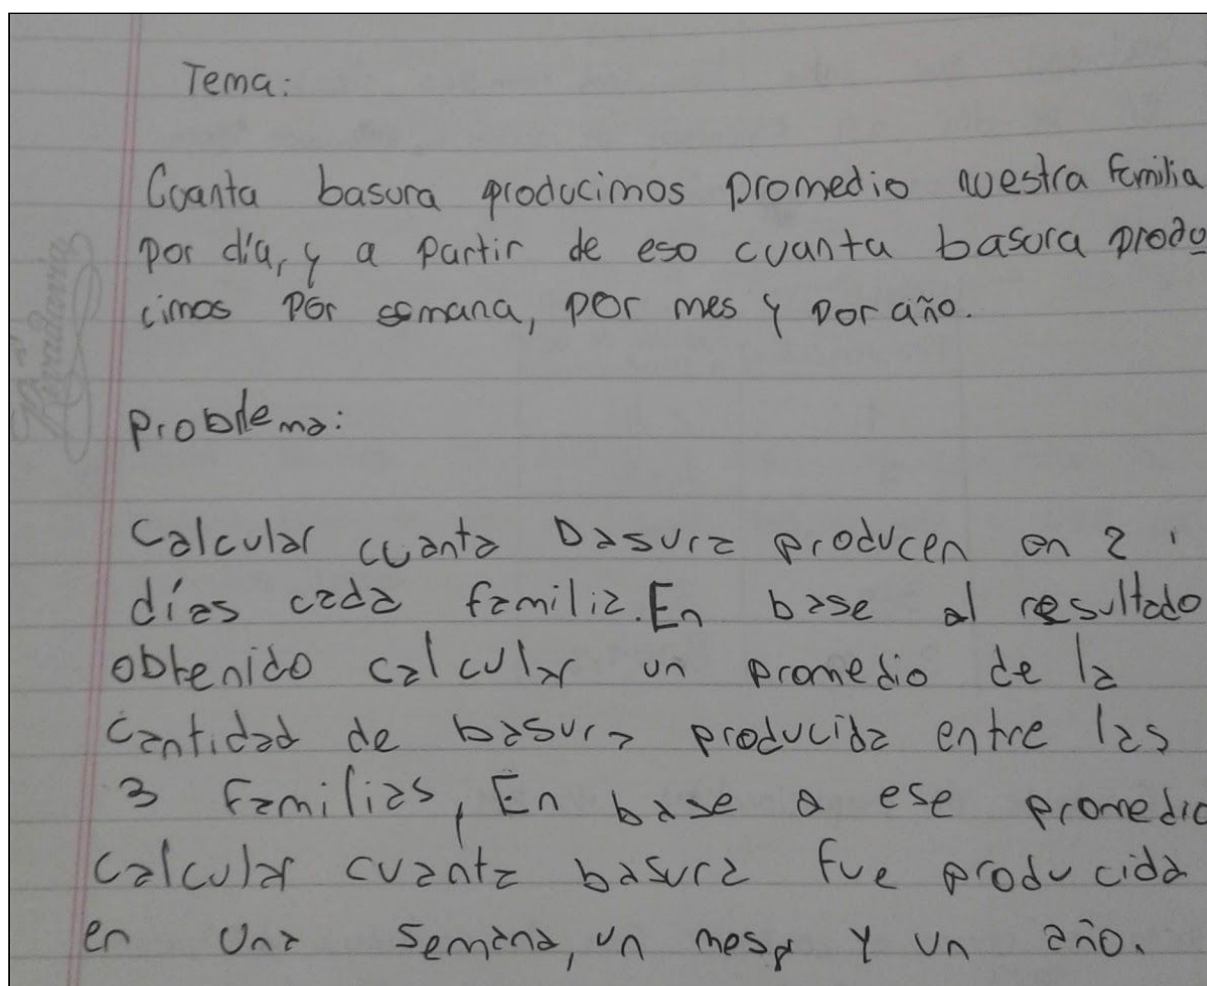 Tema:
Cuanta basura producimos promedio nuestra familia
por día, y a partir de eso cuanta basura produ
cimos por semana, por mes y por año.
Problema:
Calcular cuanta basura producen en 2
días cada familia. En base al resultado
obtenido calcular un promedio de la
cantidad de basura producida entre las
3 familias, En base a ese promedio
calcular cuanta basura fue producida
en una semana, un mes y un año.
Rivadavia